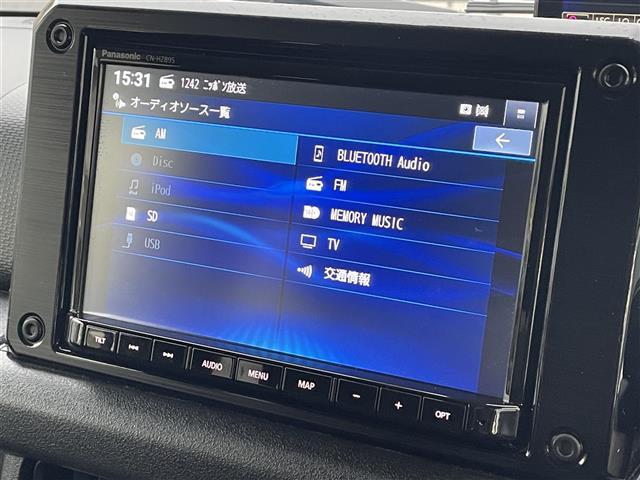 Panasonic CN-HZ895
15:31 1242 ﾆｯﾎﾟﾝ放送
オーディオソース一覧
AM
Disc
iPod
SD
USB
BLUETOOTH Audio
FM
MEMORY MUSIC
TV
交通情報
TILT
AUDIO
MENU
MAP
−
+
OPT